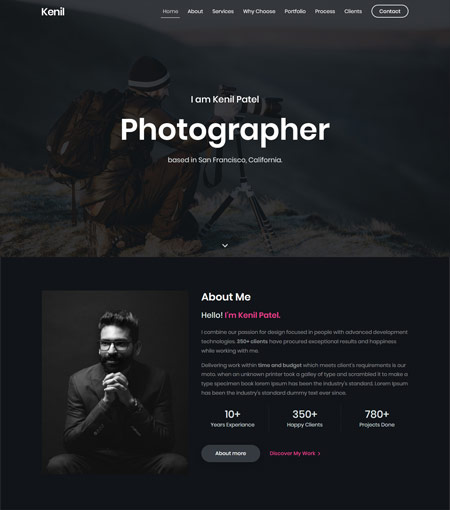 Kenil
Home About Services Why Choose Portfolio Process Clients Contact
I am Kenil Patel
Photographer
based in San Francisco, California.
About Me
Hello! I'm Kenil Patel.
I combine our passion for design focused in people with advanced development
technologies. 350+ clients have procured exceptional results and happiness
while working with me.
Delivering work within time and budget which meets client's requirements is our
moto. when an unknown printer took a galley of type and scrambled it to make a
type specimen book lorem Ipsum has been the industry's standard. Lorem Ipsum
has been the industry's standard dummy text ever since.
10+ 350+ 780+
Years Experiance Happy Clients Projects Done
About more Discover My Work >